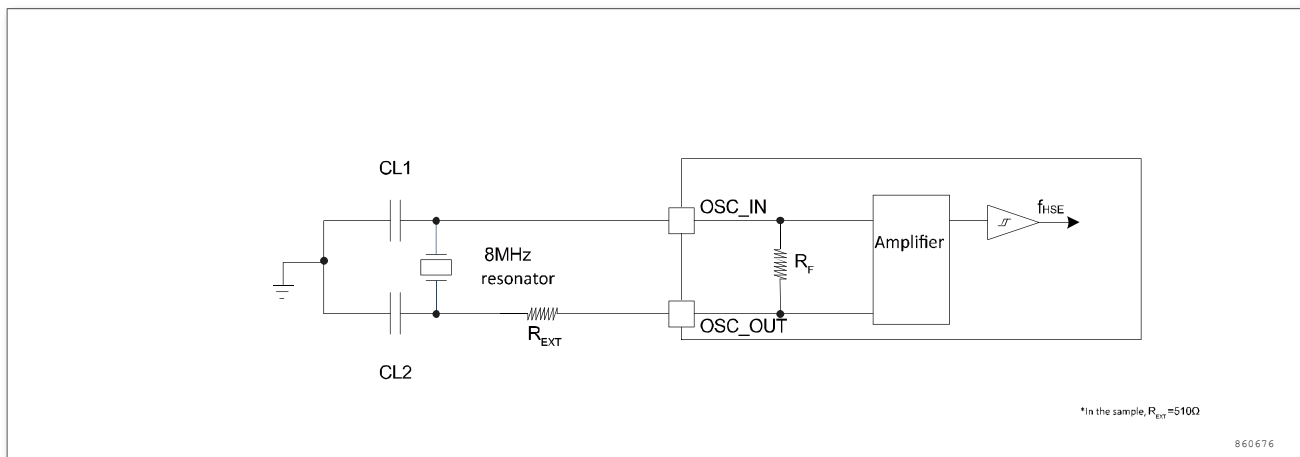 CL1
OSC_IN
fHSE
8MHz
resonator
RF
Amplifier
REXT
OSC_OUT
CL2
*In the sample, REXT=510Ω
860676